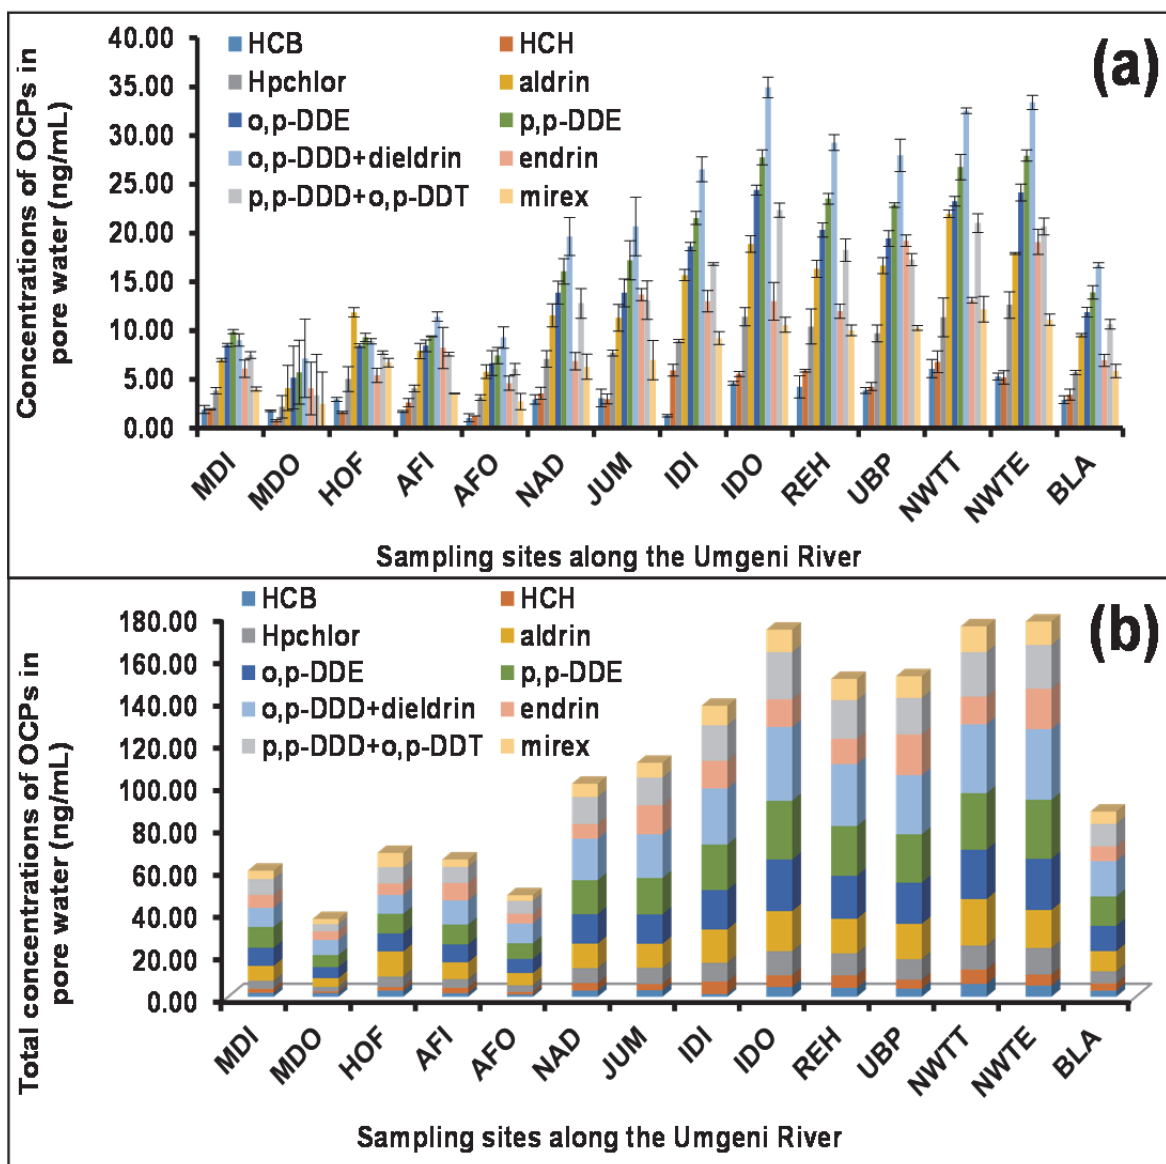 (a)
Concentrations of OCPs in
pore water (ng/mL)
40.00
35.00
30.00
25.00
20.00
15.00
10.00
5.00
0.00
HCB
HCH
Hpchlor
aldrin
o,p-DDE
p,p-DDE
o,p-DDD+dieldrin
endrin
p,p-DDD+o,p-DDT
mirex
MDI
MDO
HOF
AFI
AFO
NAD
JUM
IDI
IDO
REH
UBP
NWTT
NWTE
BLA
Sampling sites along the Umgeni River
(b)
Total concentrations of OCPs in
pore water (ng/mL)
180.00
160.00
140.00
120.00
100.00
80.00
60.00
40.00
20.00
0.00
HCB
HCH
Hpchlor
aldrin
o,p-DDE
p,p-DDE
o,p-DDD+dieldrin
endrin
p,p-DDD+o,p-DDT
mirex
MDI
MDO
HOF
AFI
AFO
NAD
JUM
IDI
IDO
REH
UBP
NWTT
NWTE
BLA
Sampling sites along the Umgeni River